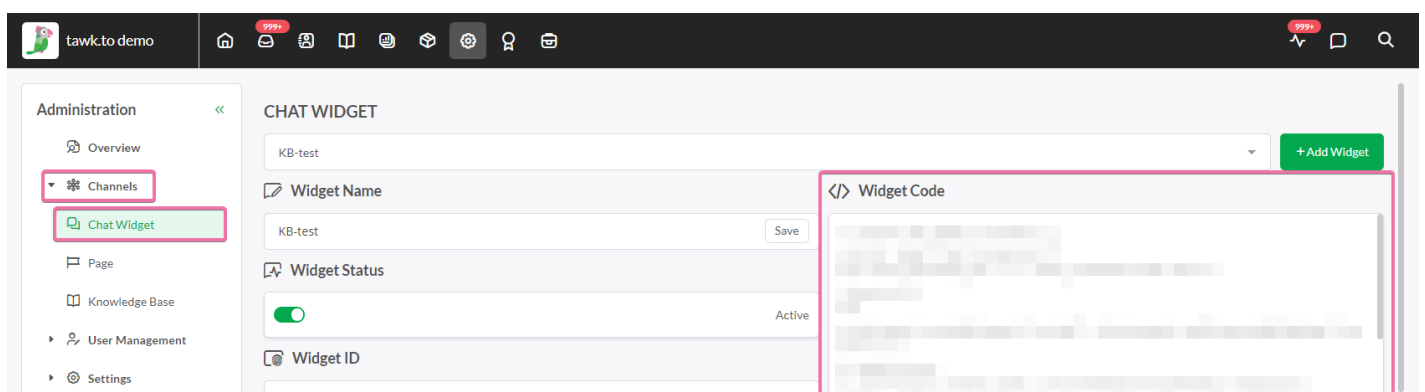 tawk.to demo
999+
999+
Administration
Overview
Channels
Chat Widget
Page
Knowledge Base
User Management
Settings
CHAT WIDGET
KB-test
+ Add Widget
Widget Name
KB-test
Save
Widget Status
Active
Widget ID
</> Widget Code